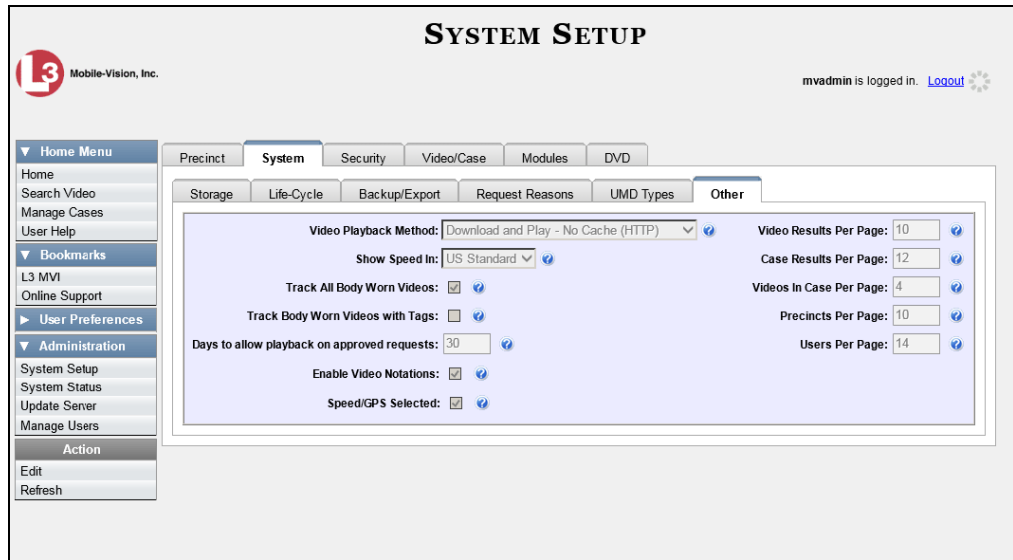 SYSTEM SETUP
L3 Mobile-Vision, Inc.
mvadmin is logged in. Logout
Home Menu
Home
Search Video
Manage Cases
User Help
Bookmarks
L3 MVI
Online Support
User Preferences
Administration
System Setup
System Status
Update Server
Manage Users
Action
Edit
Refresh
Precinct System Security Video/Case Modules DVD
Storage Life-Cycle Backup/Export Request Reasons UMD Types Other
Video Playback Method: Download and Play - No Cache (HTTP)
Show Speed In: US Standard
Track All Body Worn Videos:
Track Body Worn Videos with Tags:
Days to allow playback on approved requests: 30
Enable Video Notations:
Speed/GPS Selected:
Video Results Per Page: 10
Case Results Per Page: 12
Videos In Case Per Page: 4
Precincts Per Page: 10
Users Per Page: 14